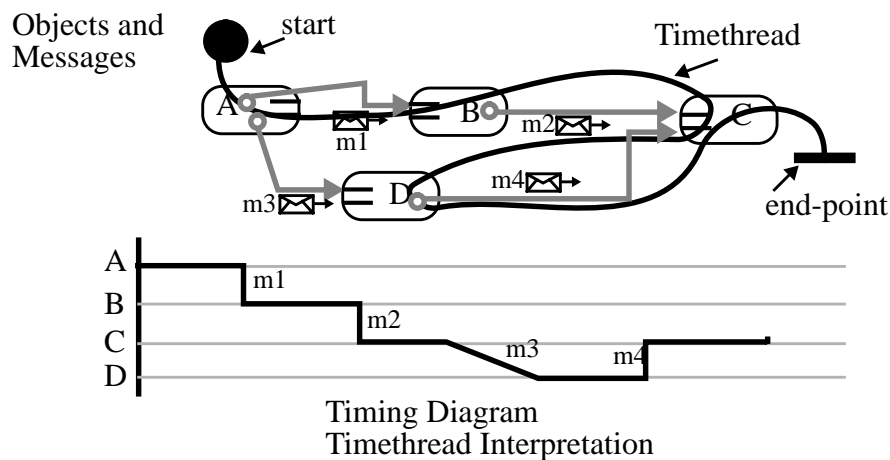 Objects and
Messages
start
Timethread
A
B
C
m1
m2
m3
D
m4
end-point
A
m1
B
m2
C
m3
m4
D
Timing Diagram
Timethread Interpretation